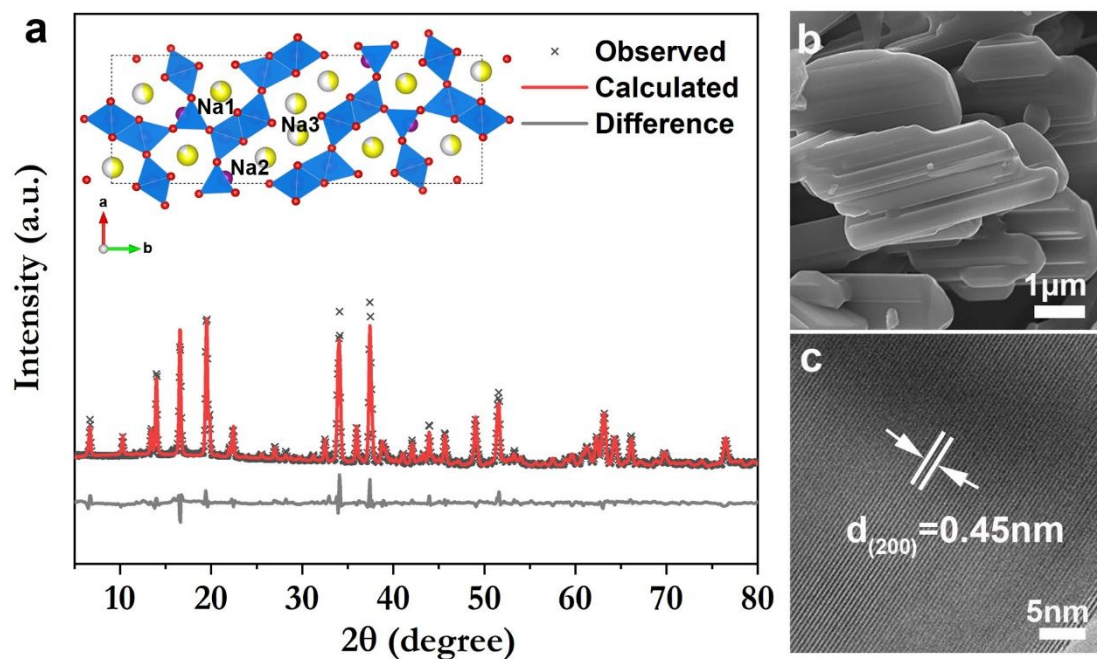 a
Observed
Calculated
Difference
Na1
Na3
Na2
a
b
Intensity (a.u.)
10 20 30 40 50 60 70 80
2θ (degree)
b
1μm
c
d(200)=0.45nm
5nm